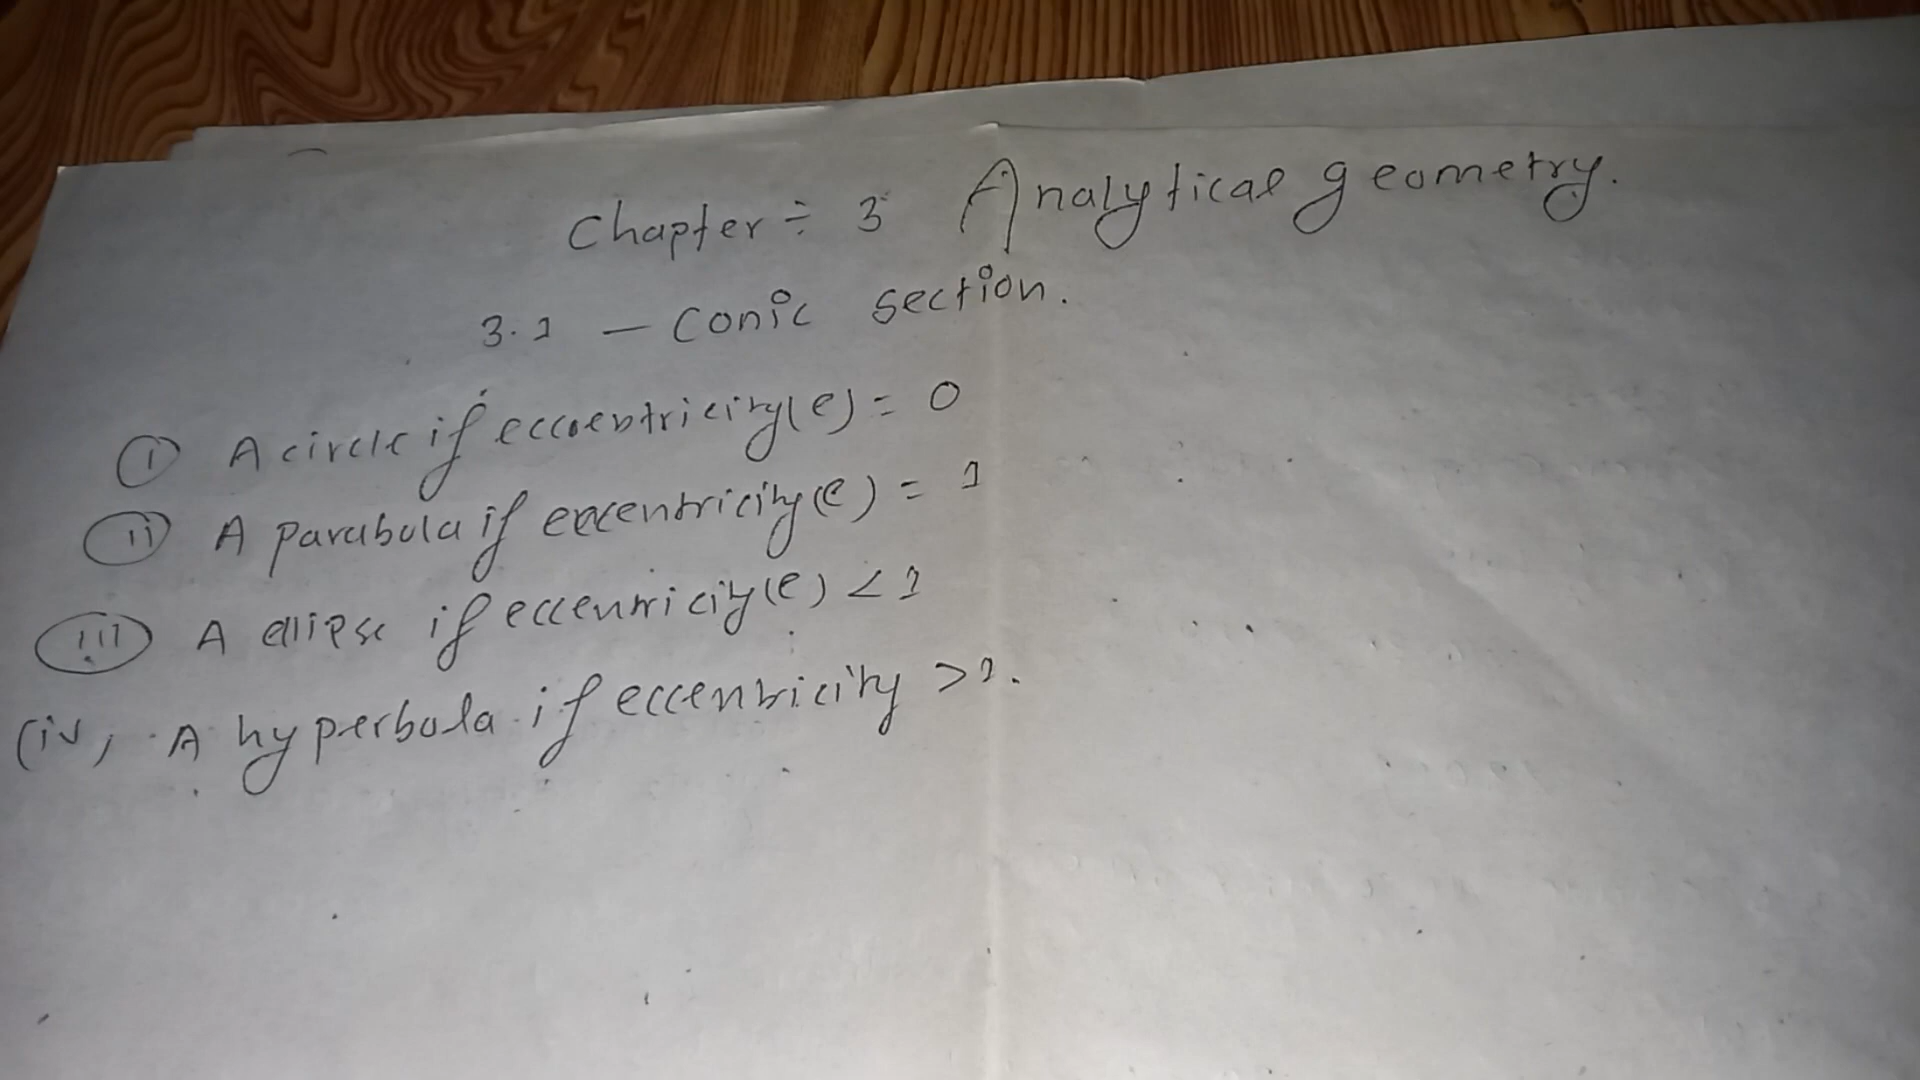 Chapter ÷ 3 Analytical geometry.
3.1 — Conic section.
(i) A circle if eccoentricity(e) = 0
(ii) A parabola if eccentricity(e) = 1
(iii) A ellipse if eccentricity(e) < 1
(iv) A hyperbola if eccentricity > 1.